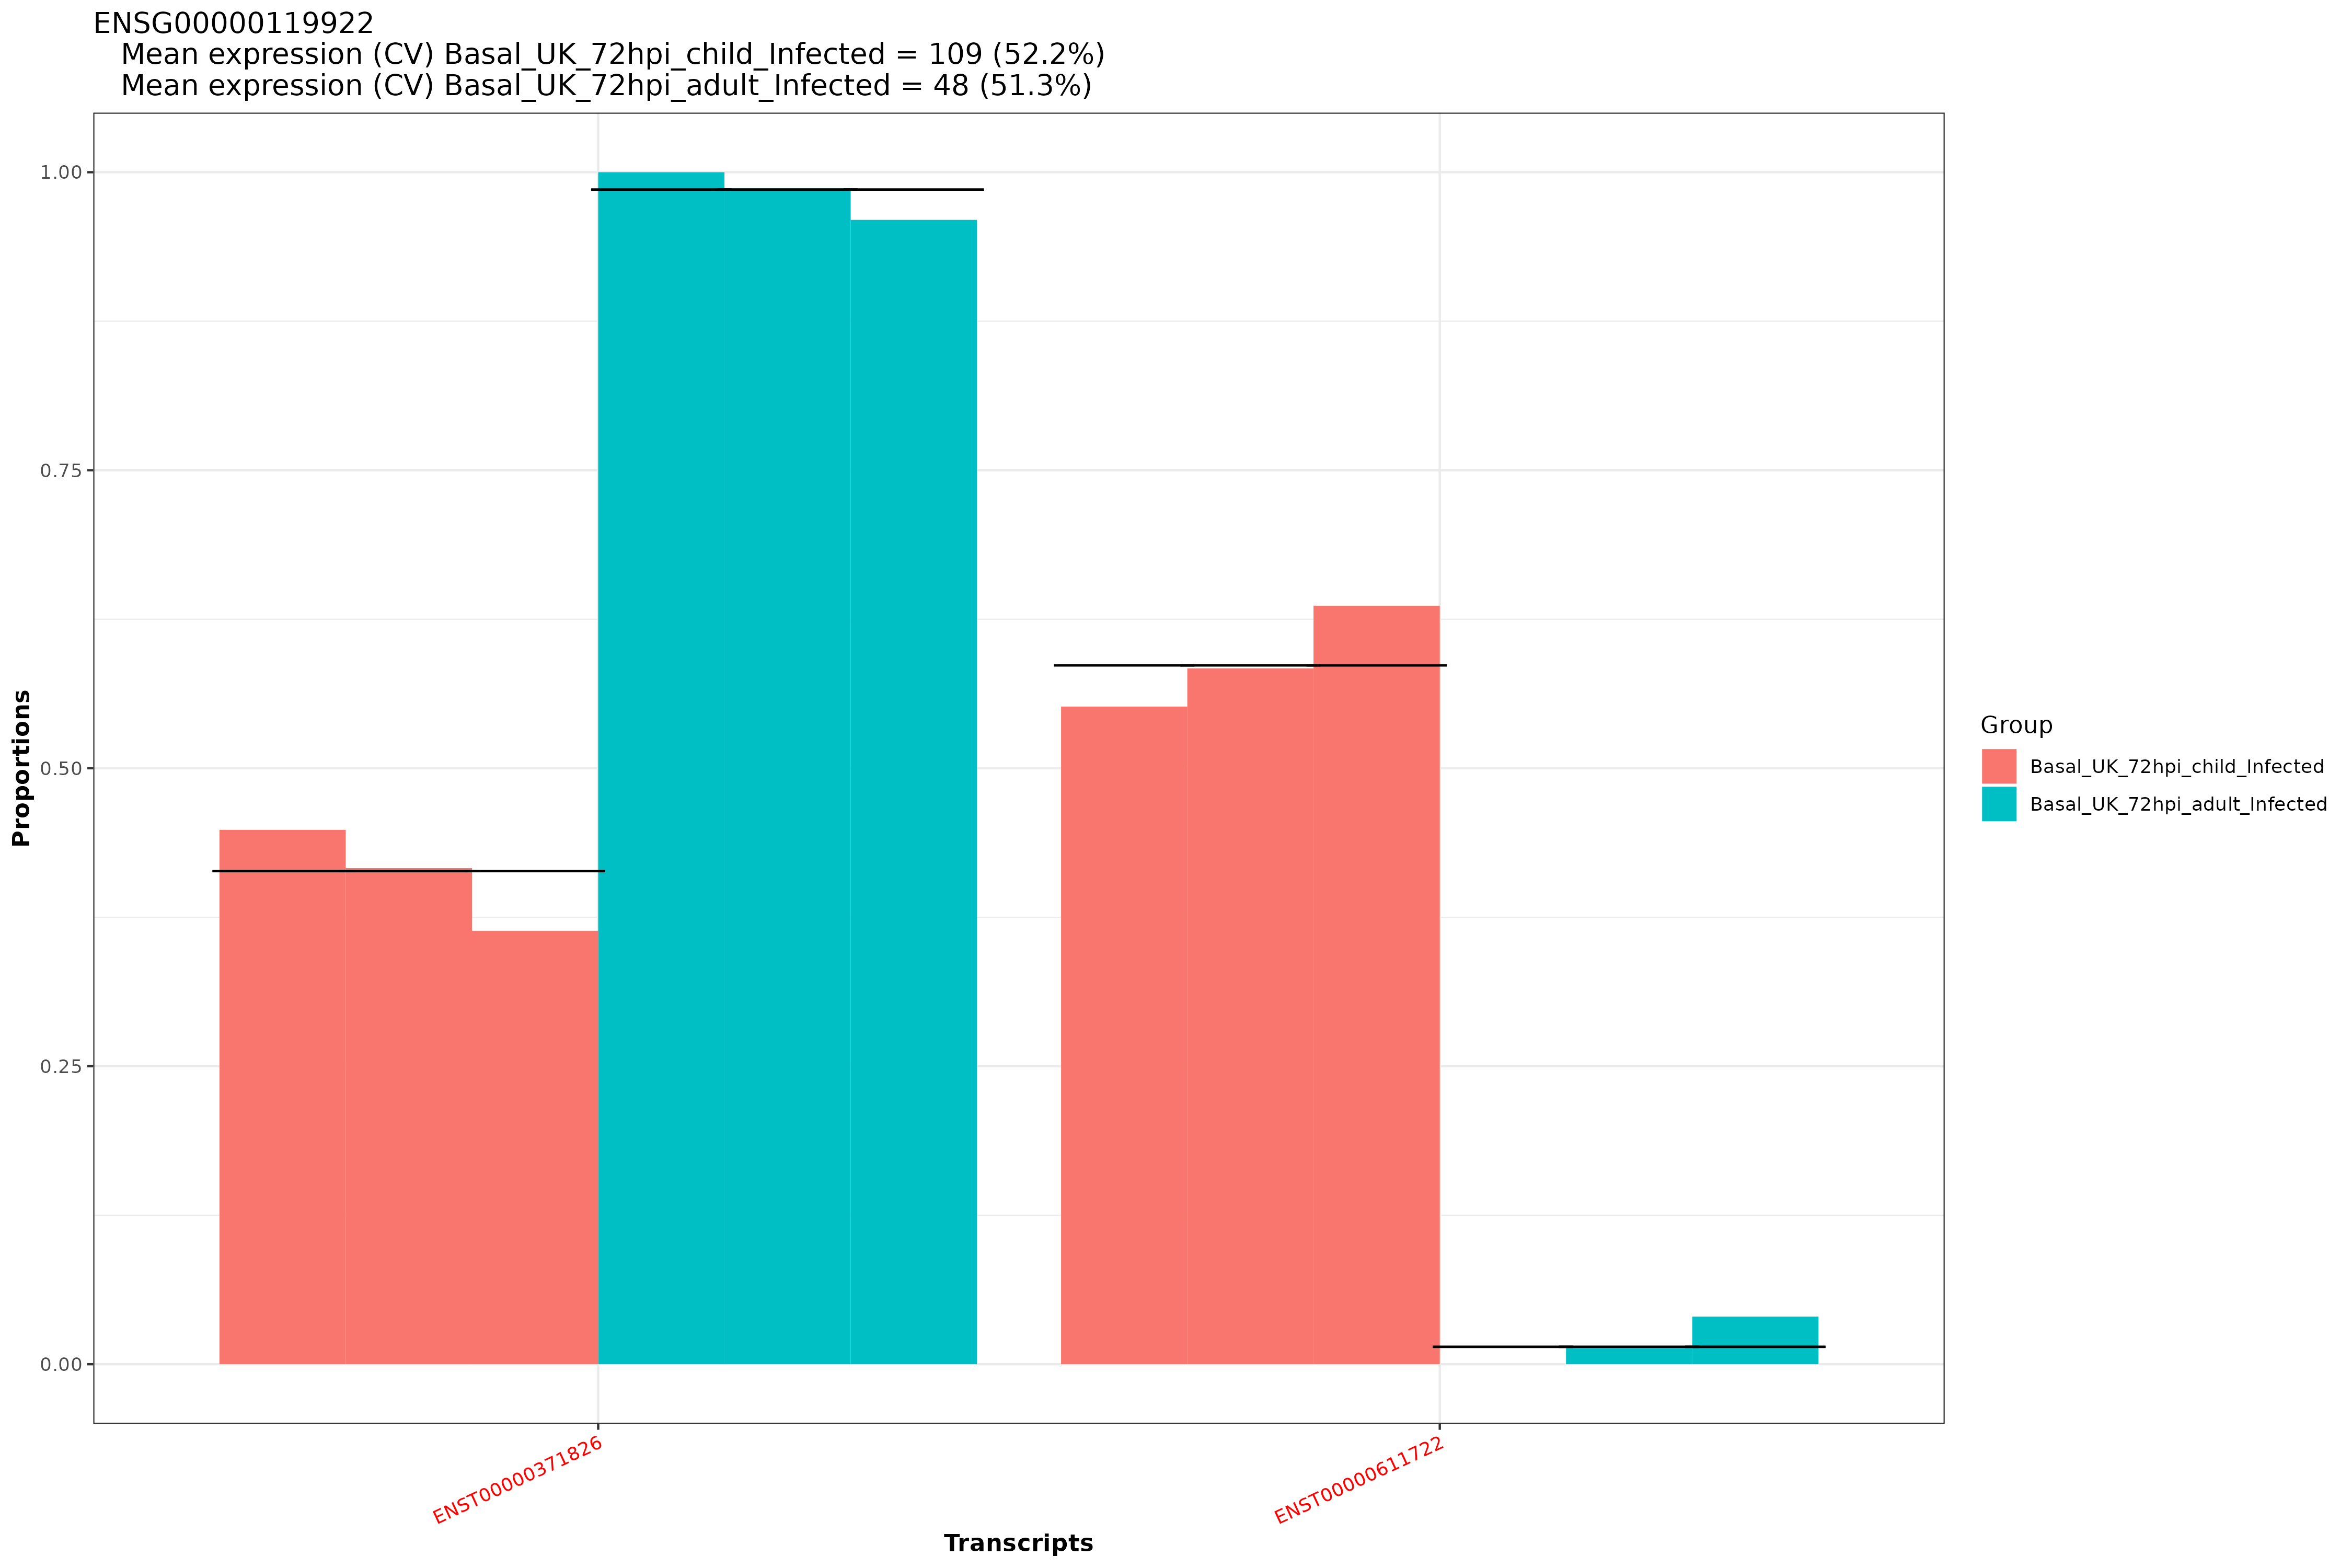 ENSG00000119922
Mean expression (CV) Basal_UK_72hpi_child_Infected = 109 (52.2%)
Mean expression (CV) Basal_UK_72hpi_adult_Infected = 48 (51.3%)
1.00
0.75
0.50
0.25
0.00
Proportions
ENST00000371826
ENST00000611722
Transcripts
Group
Basal_UK_72hpi_child_Infected
Basal_UK_72hpi_adult_Infected